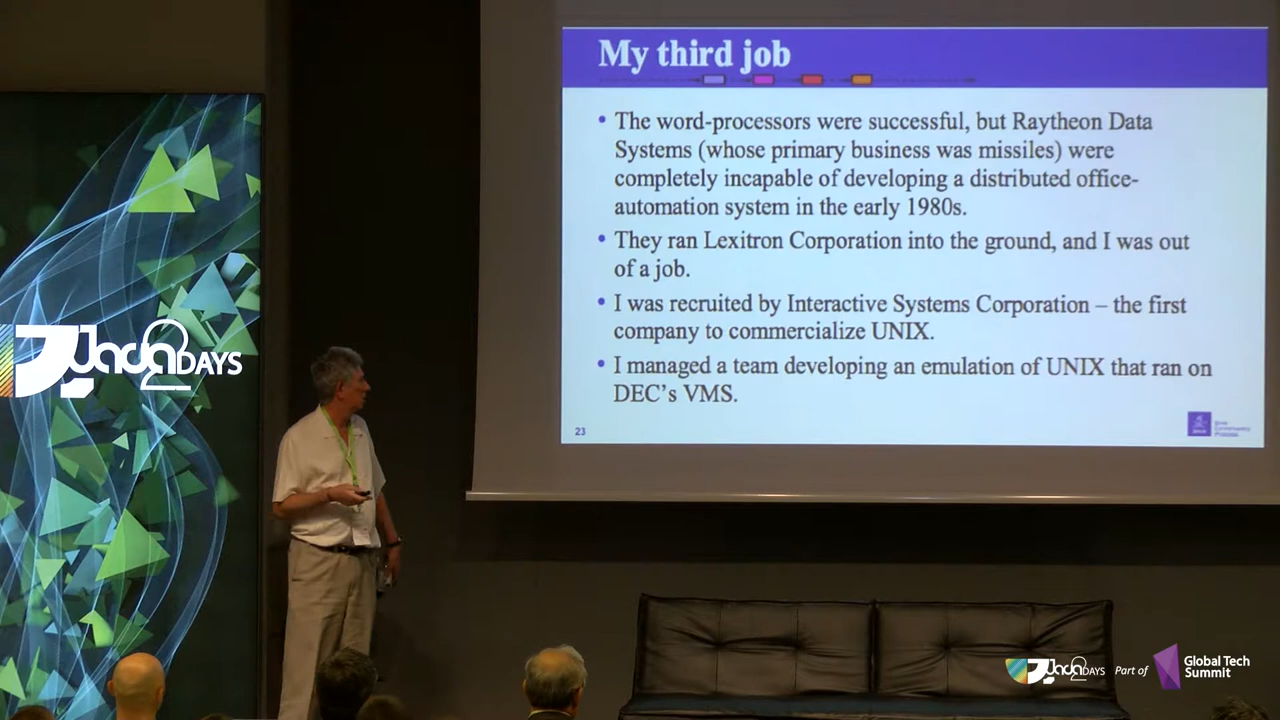 My third job
• The word-processors were successful, but Raytheon Data
Systems (whose primary business was missiles) were
completely incapable of developing a distributed office-
automation system in the early 1980s.
• They ran Lexitron Corporation into the ground, and I was out
of a job.
• I was recruited by Interactive Systems Corporation – the first
company to commercialize UNIX.
• I managed a team developing an emulation of UNIX that ran on
DEC's VMS.
23
Java2DAYS
Java2DAYS
Part of
Global Tech
Summit